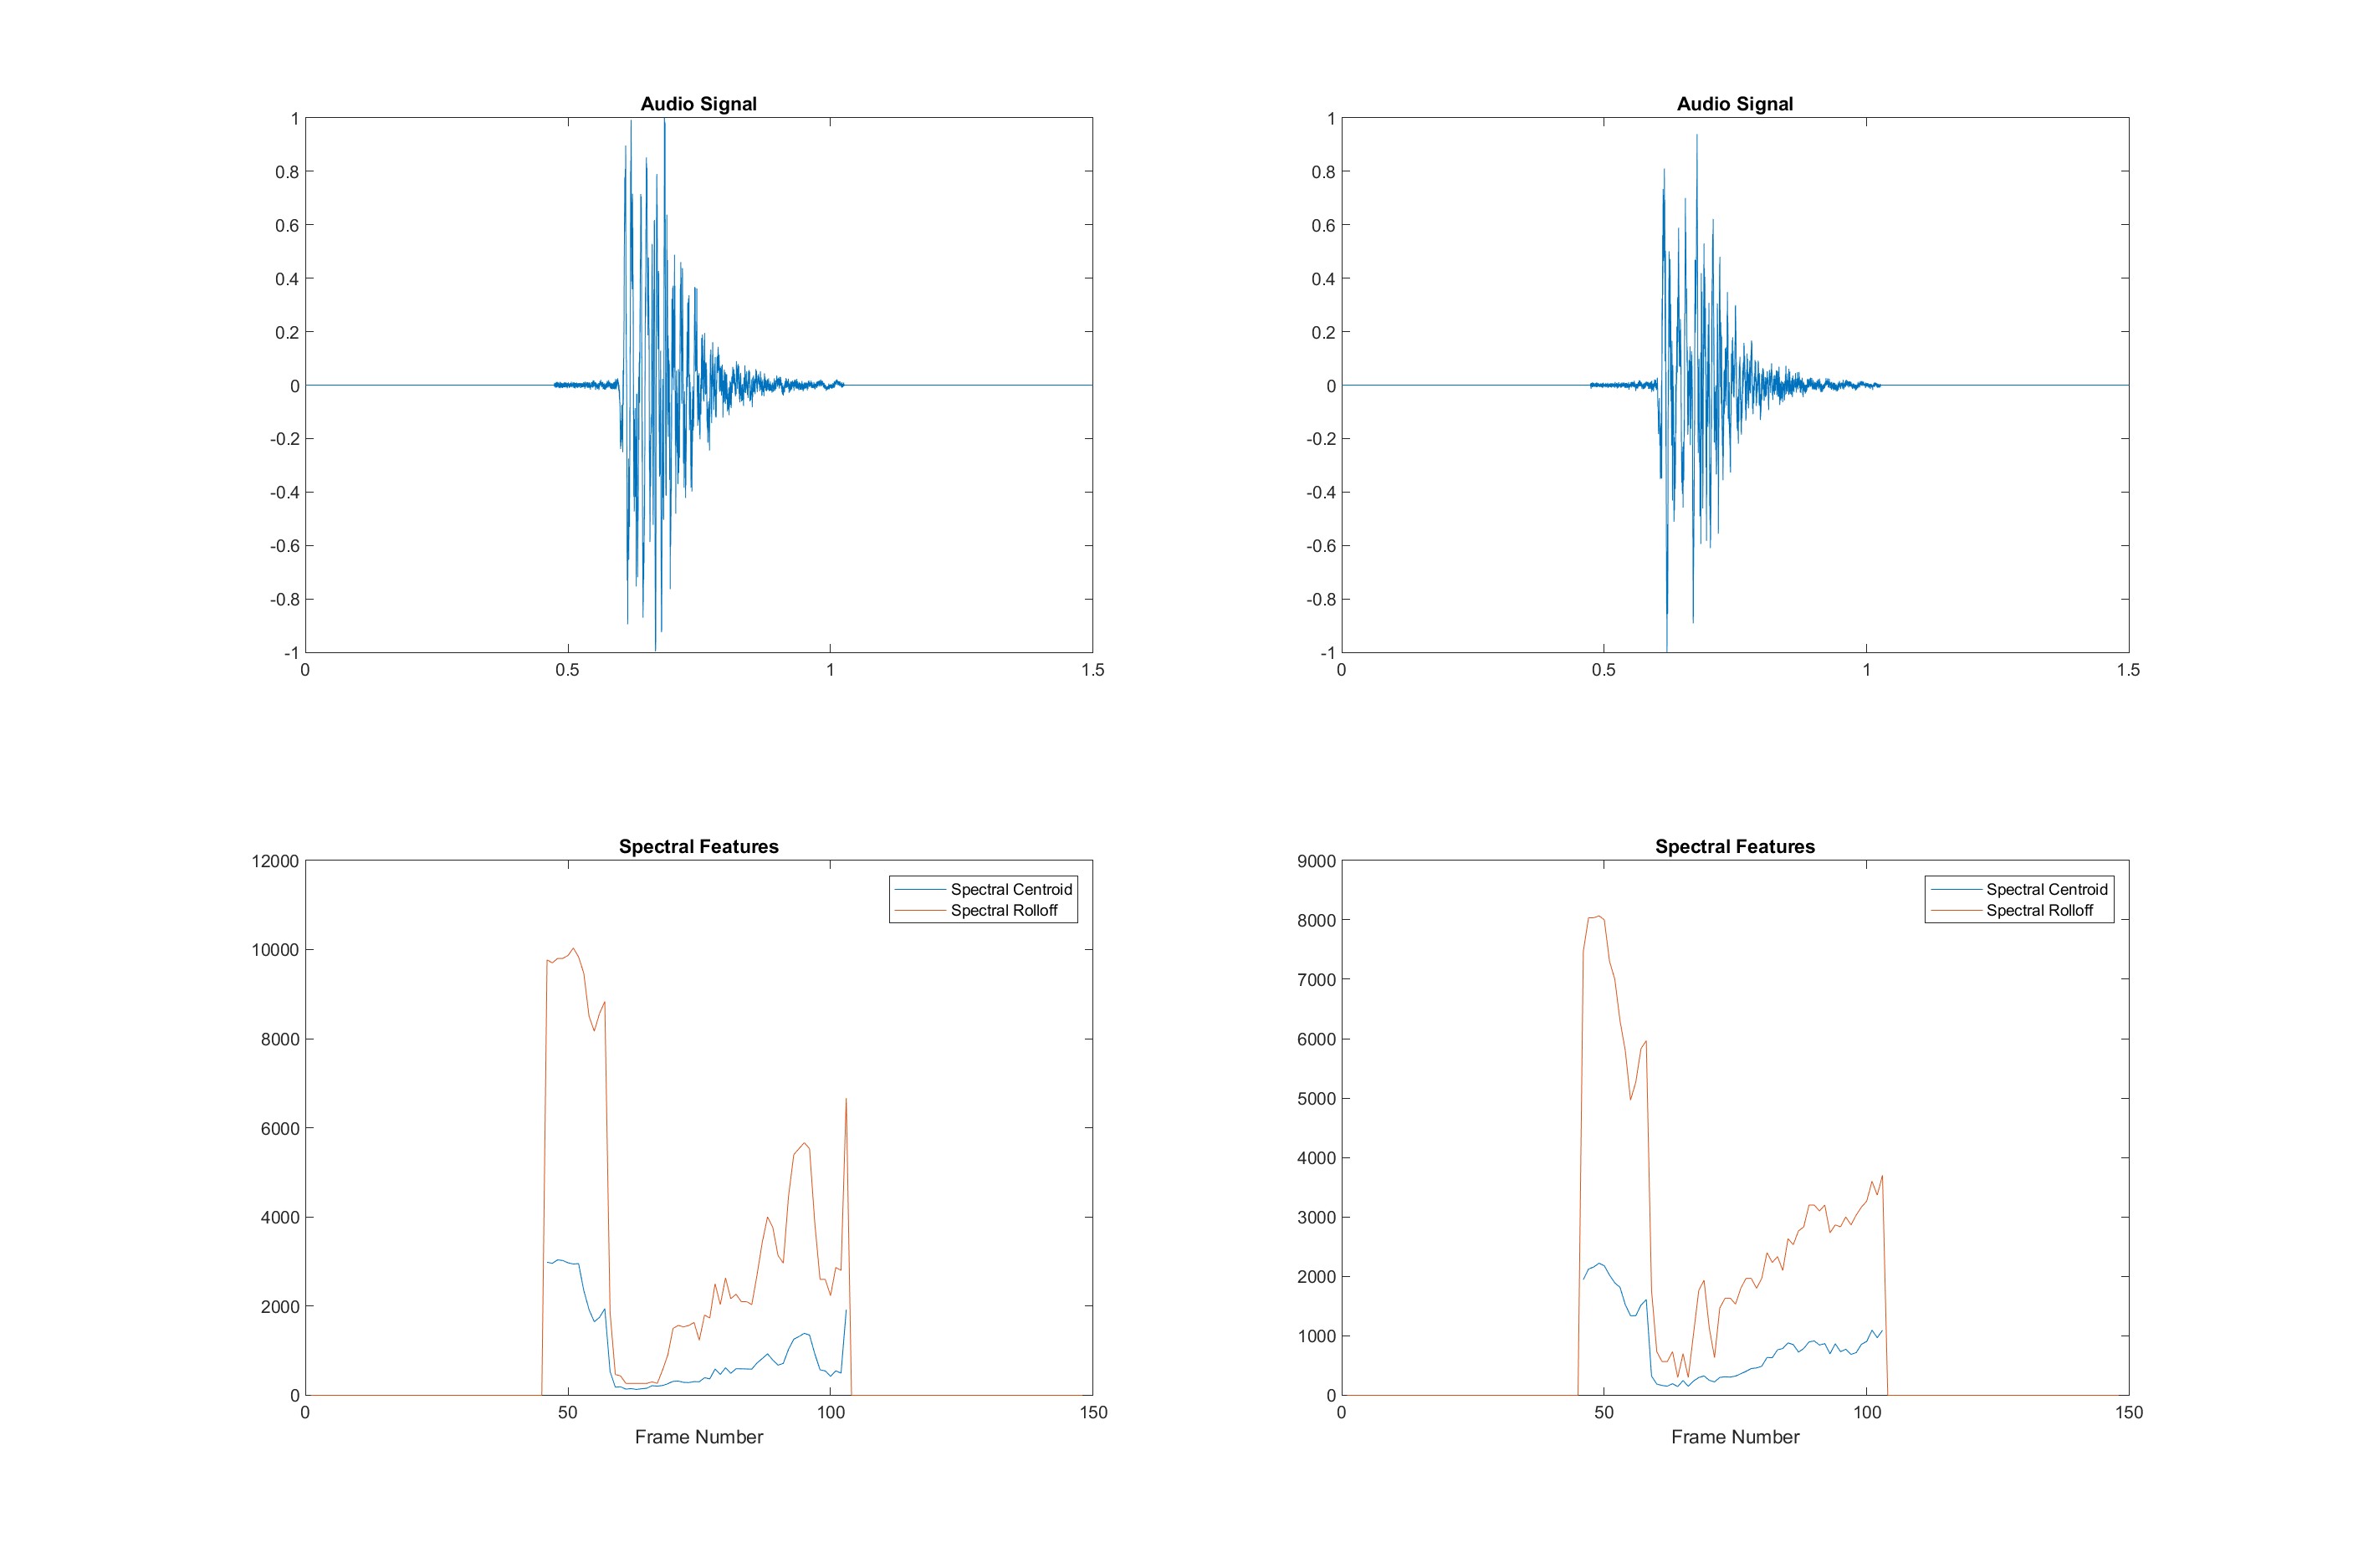 Audio Signal
1
0.8
0.6
0.4
0.2
0
-0.2
-0.4
-0.6
-0.8
-1
0 0.5 1 1.5
Audio Signal
1
0.8
0.6
0.4
0.2
0
-0.2
-0.4
-0.6
-0.8
-1
0 0.5 1 1.5
Spectral Features
12000
10000
8000
6000
4000
2000
0
0 50 100 150
Frame Number
Spectral Centroid
Spectral Rolloff
Spectral Features
9000
8000
7000
6000
5000
4000
3000
2000
1000
0
0 50 100 150
Frame Number
Spectral Centroid
Spectral Rolloff